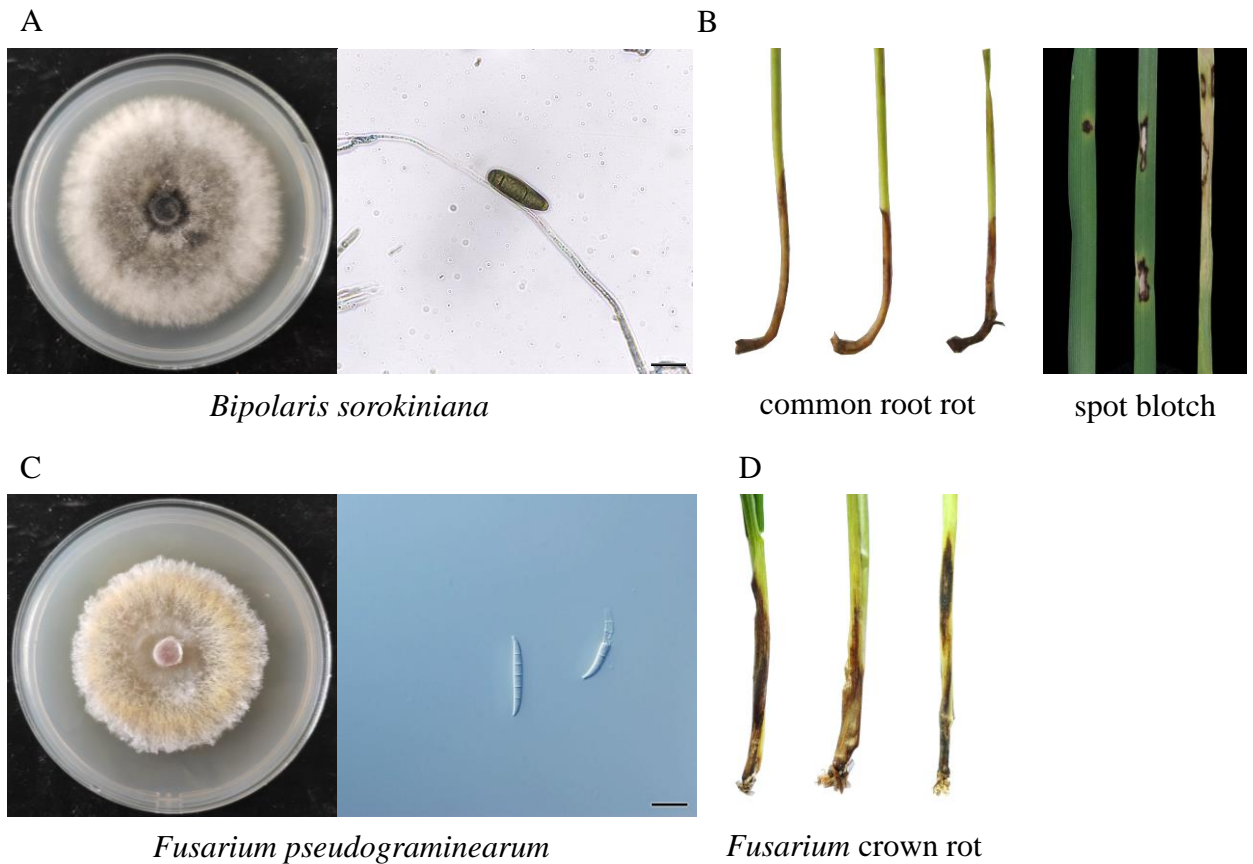 A
B
Bipolaris sorokiniana
common root rot
spot blotch
C
D
Fusarium pseudograminearum
Fusarium crown rot